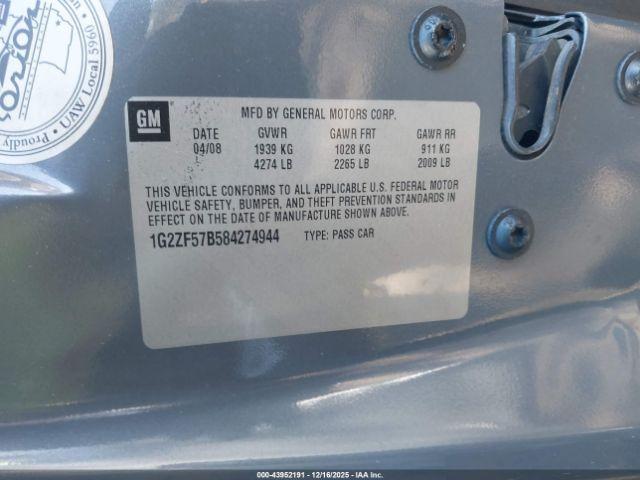 Orion
UAW Local 5960
GM
MFD BY GENERAL MOTORS CORP.
DATE GVWR GAWR FRT GAWR RR
04/08 1939 KG 1028 KG 911 KG
4274 LB 2265 LB 2009 LB
THIS VEHICLE CONFORMS TO ALL APPLICABLE U.S. FEDERAL MOTOR
VEHICLE SAFETY, BUMPER, AND THEFT PREVENTION STANDARDS IN
EFFECT ON THE DATE OF MANUFACTURE SHOWN ABOVE.
1G2ZF57B584274944 TYPE: PASS CAR
000-43952191 - 12/16/2025 - IAAI.com